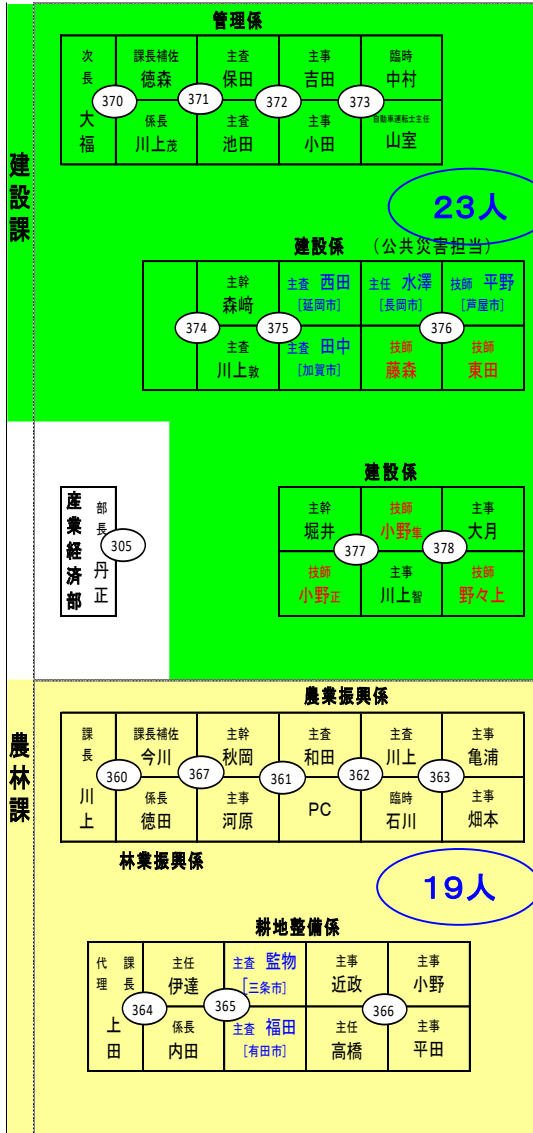 建設課
管理係
次長 大福
課長補佐 徳森
主査 保田
主事 吉田
臨時 中村
370
371
372
373
係長 川上茂
主査 池田
主事 小田
自動車運転士主任 山室
23人
建設係 (公共災害担当)
主幹 森﨑
主査 西田 [延岡市]
主任 水澤 [長岡市]
技師 平野 [芦屋市]
374
375
376
主査 川上敦
主査 田中 [加賀市]
技師 藤森
技師 東田
産業経済部
部長 丹正
305
建設係
主幹 堀井
技師 小野隼
主事 大月
377
378
技師 小野正
主事 川上智
技師 野々上
農林課
農業振興係
課長 川上
課長補佐 今川
主幹 秋岡
主査 和田
主査 川上
主事 亀浦
360
367
361
362
363
係長 徳田
主事 河原
PC
臨時 石川
主事 畑本
林業振興係
19人
耕地整備係
課長代理 上田
主任 伊達
主査 監物 [三条市]
主事 近政
主事 小野
364
365
366
係長 内田
主査 福田 [有田市]
主任 高橋
主事 平田